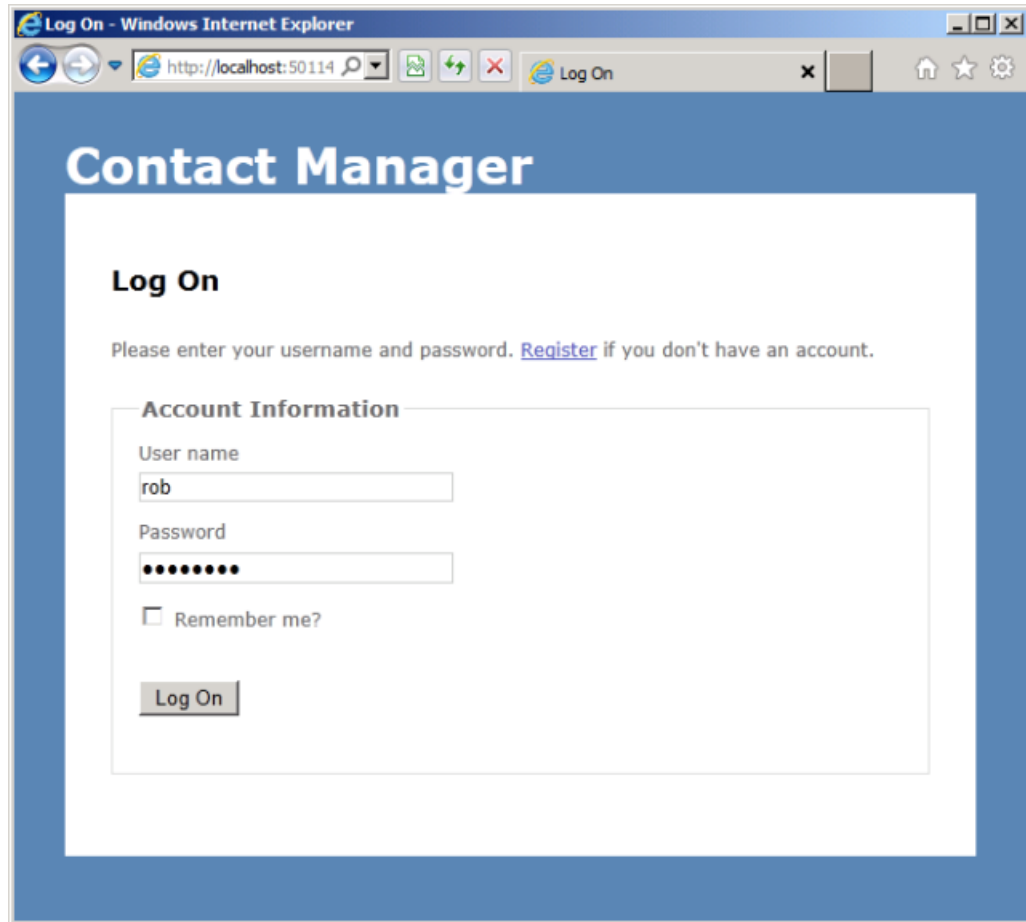 Log On - Windows Internet Explorer
http://localhost:50114
Log On
Contact Manager
Log On
Please enter your username and password. Register if you don't have an account.
Account Information
User name
rob
Password
••••••••
Remember me?
Log On